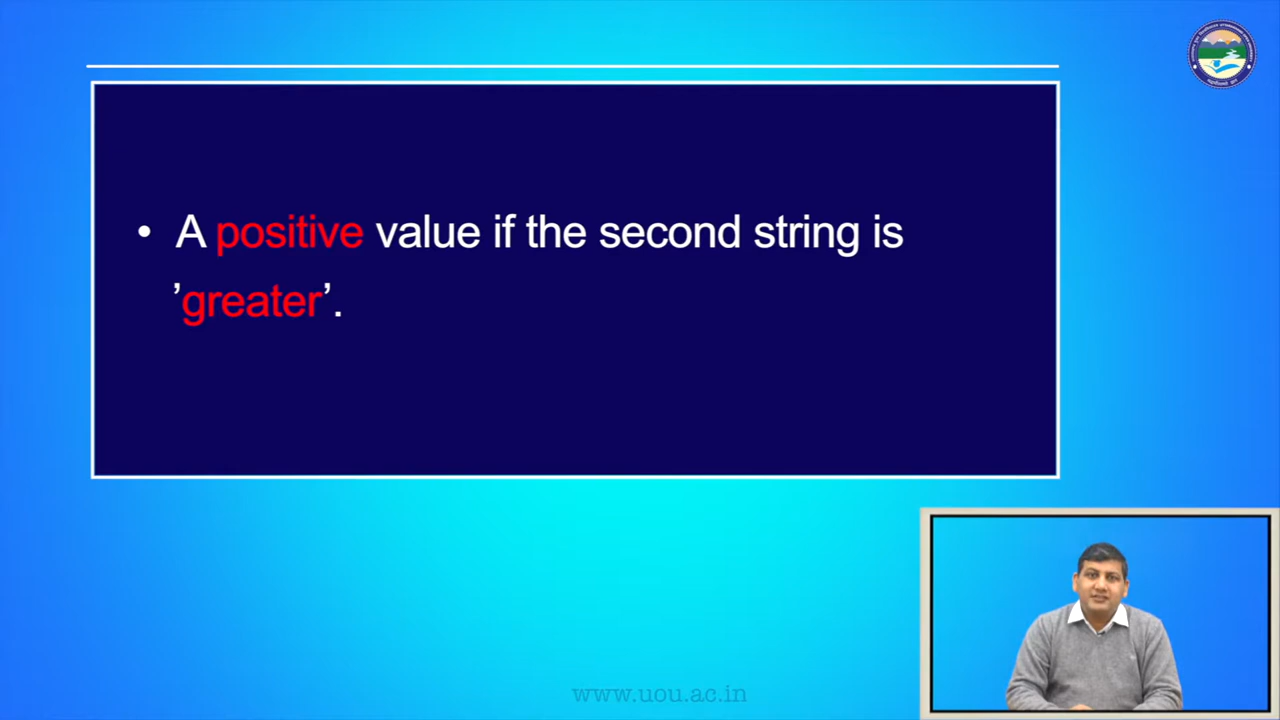 • A positive value if the second string is
’greater’.
www.uou.ac.in